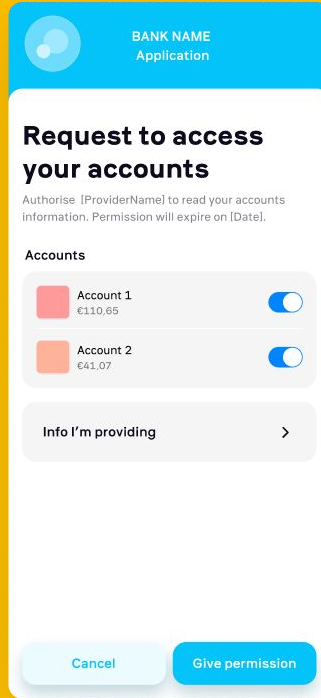 BANK NAME
Application
Request to access
your accounts
Authorise [ProviderName] to read your accounts
information. Permission will expire on [Date].
Accounts
Account 1
€110,65
Account 2
€41,07
Info I'm providing
Cancel
Give permission